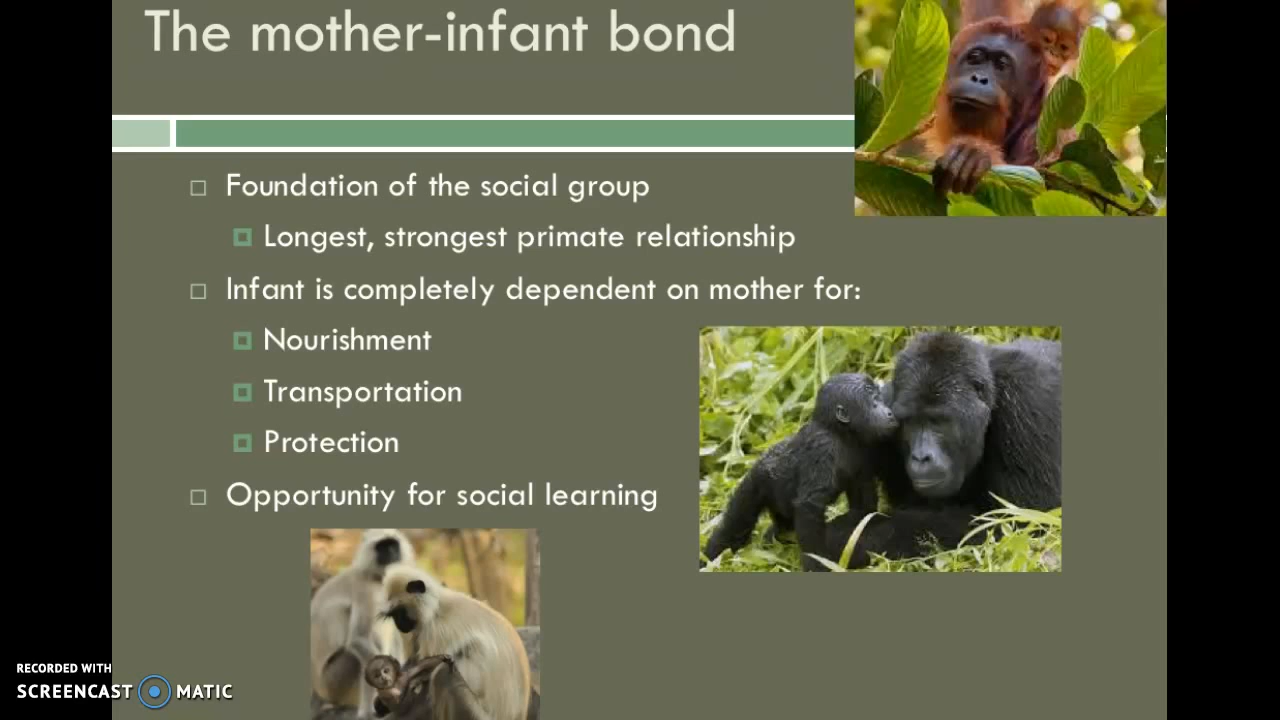 The mother-infant bond
Foundation of the social group
Longest, strongest primate relationship
Infant is completely dependent on mother for:
Nourishment
Transportation
Protection
Opportunity for social learning
RECORDED WITH
SCREENCAST MATIC